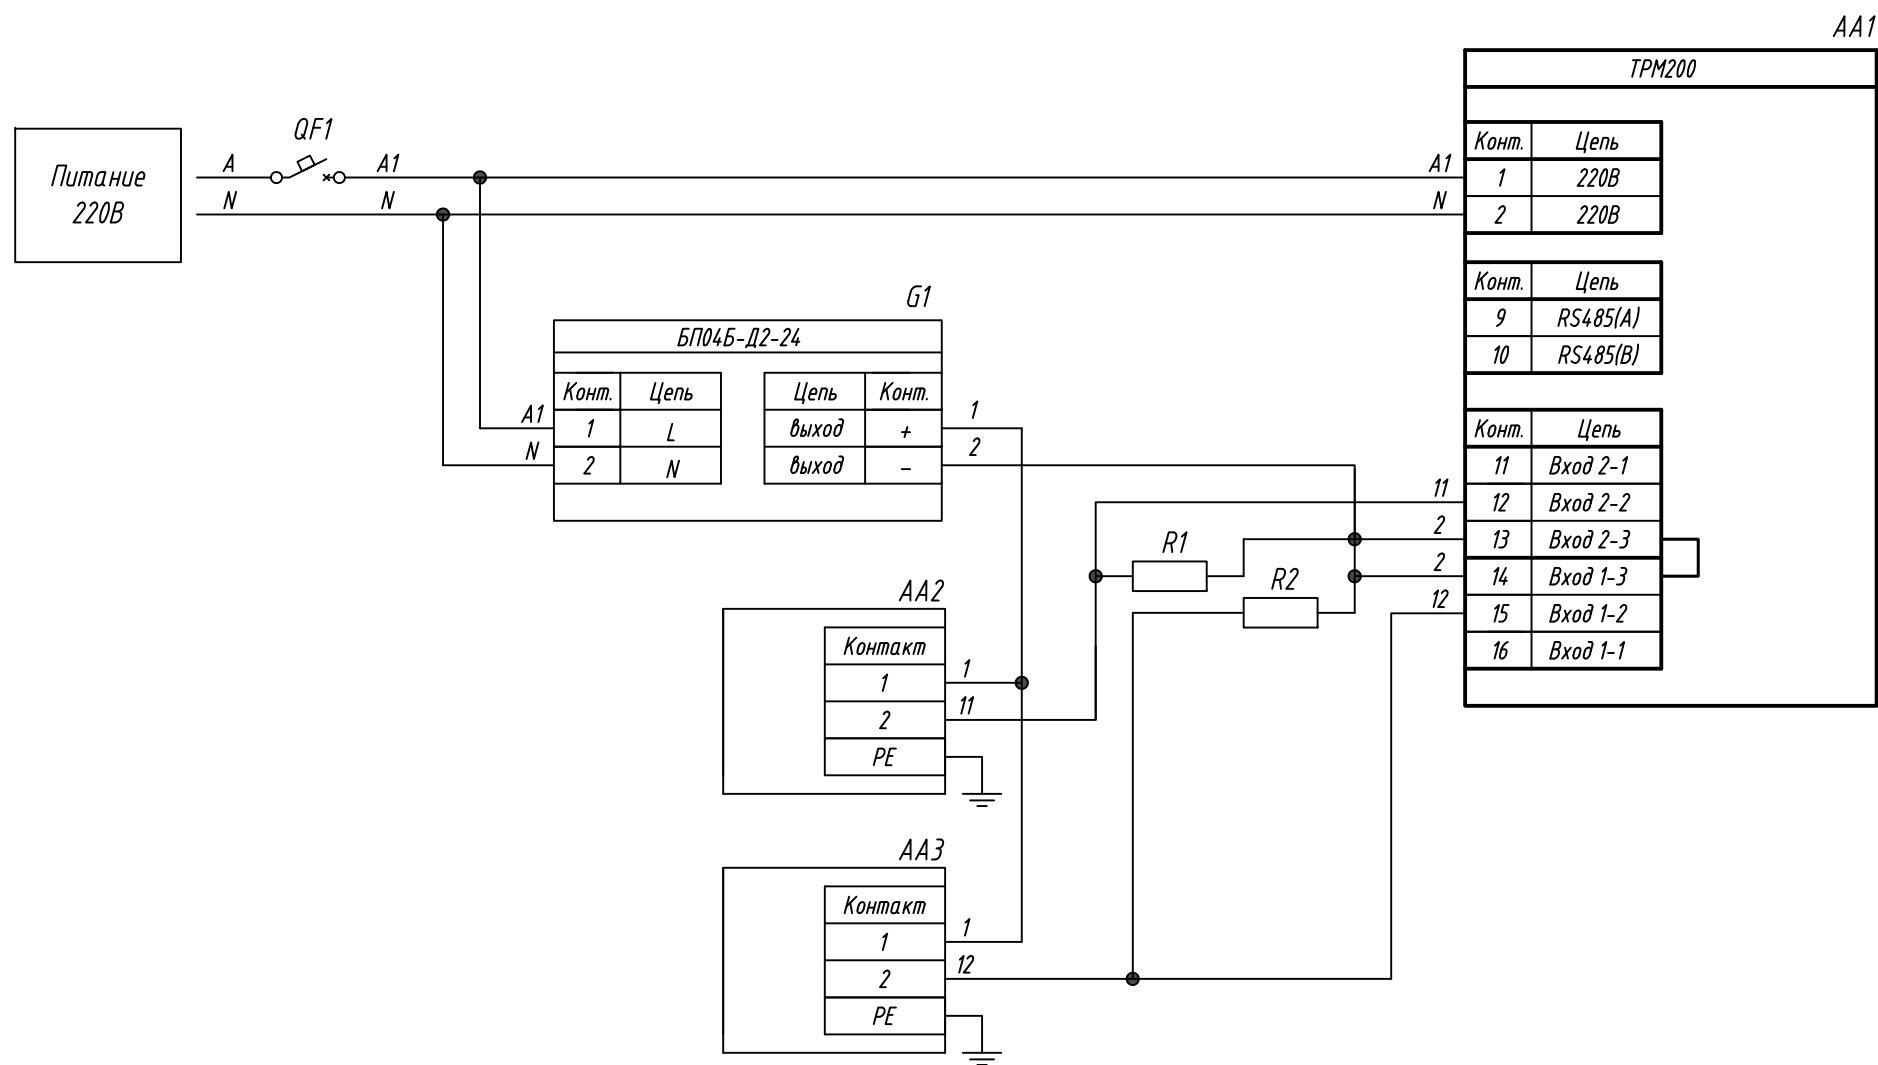 AA1
ТРМ200
Питание
220В
QF1
A
A1
N
N
A1
N
Конт. Цепь
1 220В
2 220В
Конт. Цепь
9 RS485(A)
10 RS485(B)
G1
БП04Б-Д2-24
Конт. Цепь Цепь Конт.
A1 1 L выход + 1
N 2 N выход - 2
Конт. Цепь
11 Вход 2-1
11 12 Вход 2-2
2 13 Вход 2-3
2 14 Вход 1-3
12 15 Вход 1-2
16 Вход 1-1
R1
R2
AA2
Контакт
1 1
2 11
PE
AA3
Контакт
1 1
2 12
PE